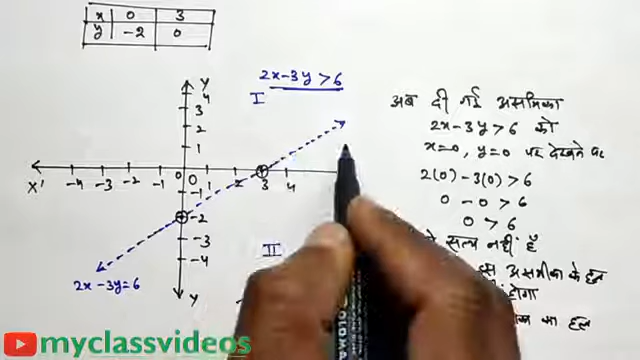 x 0 3
y -2 0
2x-3y>6
I
Y
4
3
2
1
X' -4 -3 -2 -1 0 0 1 2 3 4
-2
-3
-4
II
Y
2x-3y=6
अब दी गई असमिका
2x-3y>6 को
x=0, y=0 पर देखने पर
2(0)-3(0)>6
0-0>6
0>6
सत्य नहीं है
असमीका के हल
होगा
का हल
myclassvideos